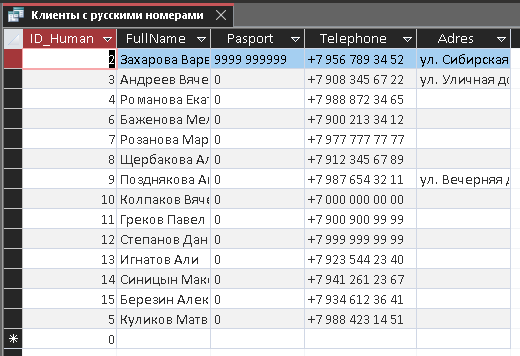 Клиенты с русскими номерами
ID_Human FullName Pasport Telephone Adres
2 Захарова Варв 9999 999999 +7 956 789 34 52 ул. Сибирская
3 Андреев Вяче 0 +7 908 345 67 22 ул. Уличная до
4 Романова Екат 0 +7 988 872 34 65
6 Баженова Мел 0 +7 900 213 34 12
7 Розанова Мар 0 +7 977 777 77 77
8 Щербакова Ал 0 +7 912 345 67 89
9 Позднякова Ал 0 +7 987 654 32 11 ул. Вечерняя д
10 Колпаков Вяче 0 +7 000 000 00 00
11 Греков Павел 0 +7 900 900 99 99
12 Степанов Дан 0 +7 999 999 99 99
13 Игнатов Али 0 +7 923 544 23 40
14 Синицын Макс 0 +7 941 261 23 67
15 Березин Алек 0 +7 934 612 36 41
5 Куликов Матв 0 +7 988 423 14 51
0